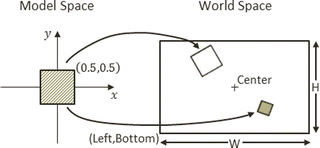 Model Space
World Space
y
(0.5,0.5)
x
Center
H
(Left,Bottom)
W